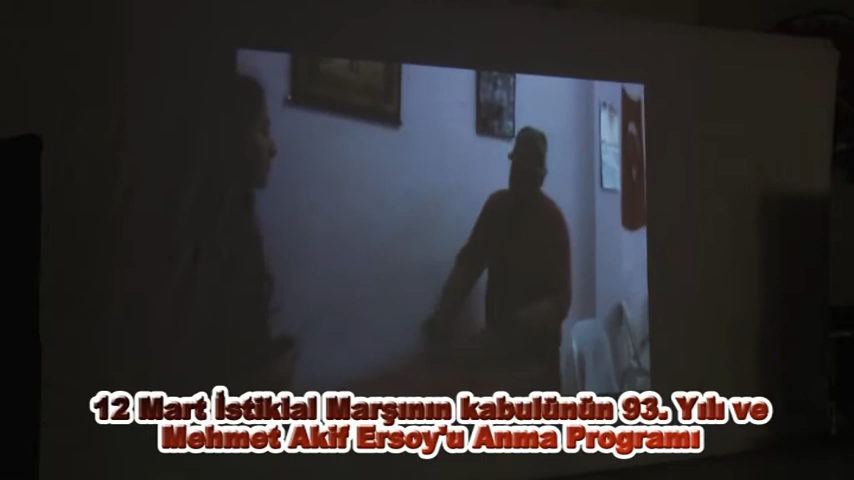 12 Mart İstiklal Marşının kabulünün 93. Yılı ve
Mehmet Akif Ersoy'u Anma Programı